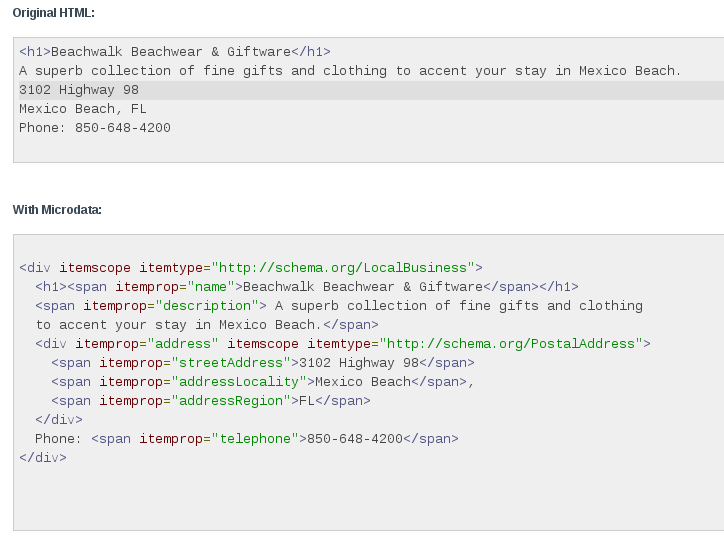 Original HTML:
<h1>Beachwalk Beachwear & Giftware</h1>
A superb collection of fine gifts and clothing to accent your stay in Mexico Beach.
3102 Highway 98
Mexico Beach, FL
Phone: 850-648-4200
With Microdata:
<div itemscope itemtype="http://schema.org/LocalBusiness">
  <h1><span itemprop="name">Beachwalk Beachwear & Giftware</span></h1>
  <span itemprop="description"> A superb collection of fine gifts and clothing
  to accent your stay in Mexico Beach.</span>
  <div itemprop="address" itemscope itemtype="http://schema.org/PostalAddress">
    <span itemprop="streetAddress">3102 Highway 98</span>
    <span itemprop="addressLocality">Mexico Beach</span>,
    <span itemprop="addressRegion">FL</span>
  </div>
  Phone: <span itemprop="telephone">850-648-4200</span>
</div>